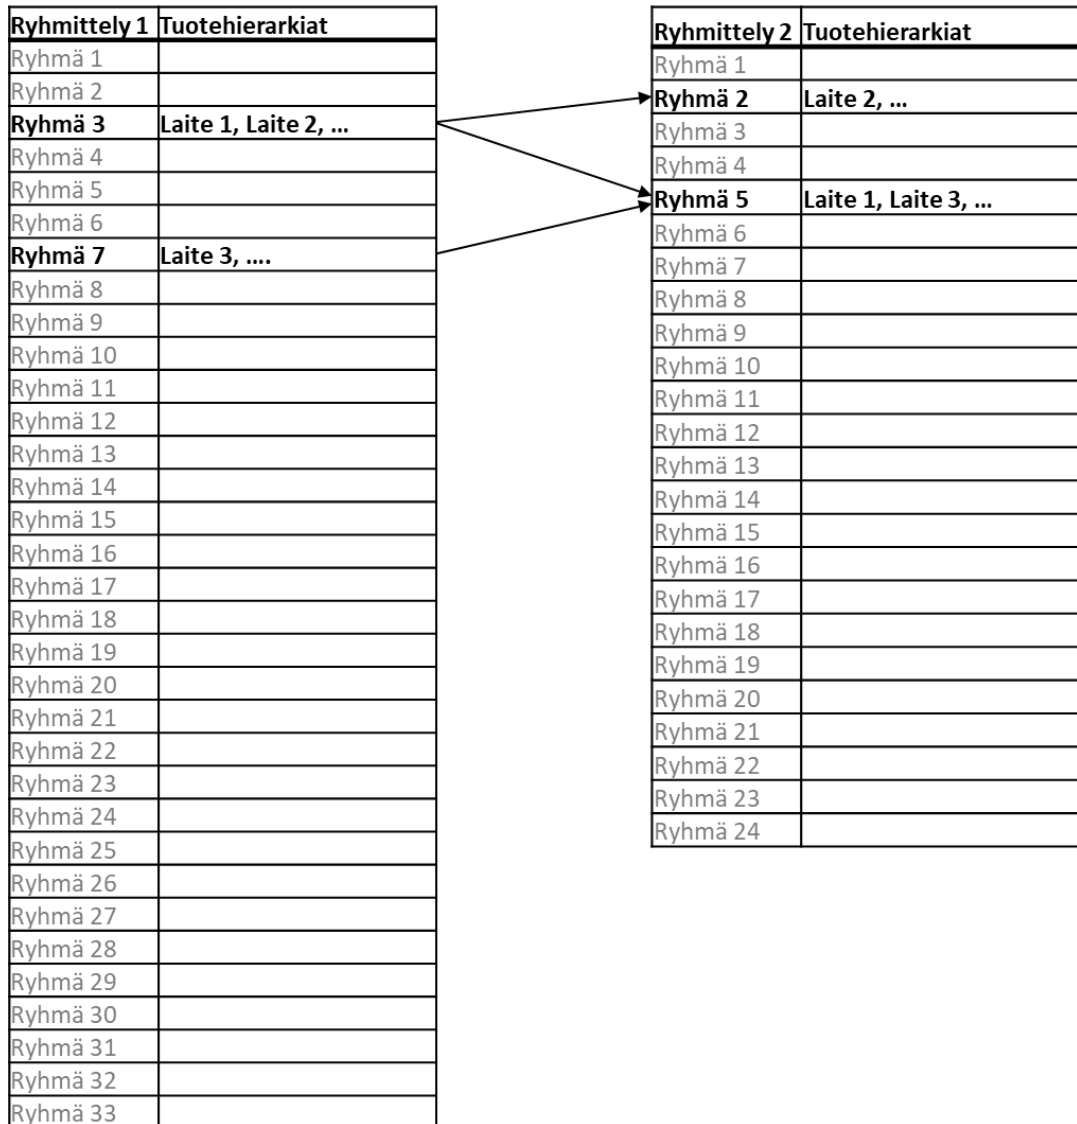 Ryhmittely 1 Tuotehierarkiat
Ryhmä 1
Ryhmä 2
Ryhmä 3 Laite 1, Laite 2, ...
Ryhmä 4
Ryhmä 5
Ryhmä 6
Ryhmä 7 Laite 3, ....
Ryhmä 8
Ryhmä 9
Ryhmä 10
Ryhmä 11
Ryhmä 12
Ryhmä 13
Ryhmä 14
Ryhmä 15
Ryhmä 16
Ryhmä 17
Ryhmä 18
Ryhmä 19
Ryhmä 20
Ryhmä 21
Ryhmä 22
Ryhmä 23
Ryhmä 24
Ryhmä 25
Ryhmä 26
Ryhmä 27
Ryhmä 28
Ryhmä 29
Ryhmä 30
Ryhmä 31
Ryhmä 32
Ryhmä 33
Ryhmittely 2 Tuotehierarkiat
Ryhmä 1
Ryhmä 2 Laite 2, ...
Ryhmä 3
Ryhmä 4
Ryhmä 5 Laite 1, Laite 3, ...
Ryhmä 6
Ryhmä 7
Ryhmä 8
Ryhmä 9
Ryhmä 10
Ryhmä 11
Ryhmä 12
Ryhmä 13
Ryhmä 14
Ryhmä 15
Ryhmä 16
Ryhmä 17
Ryhmä 18
Ryhmä 19
Ryhmä 20
Ryhmä 21
Ryhmä 22
Ryhmä 23
Ryhmä 24